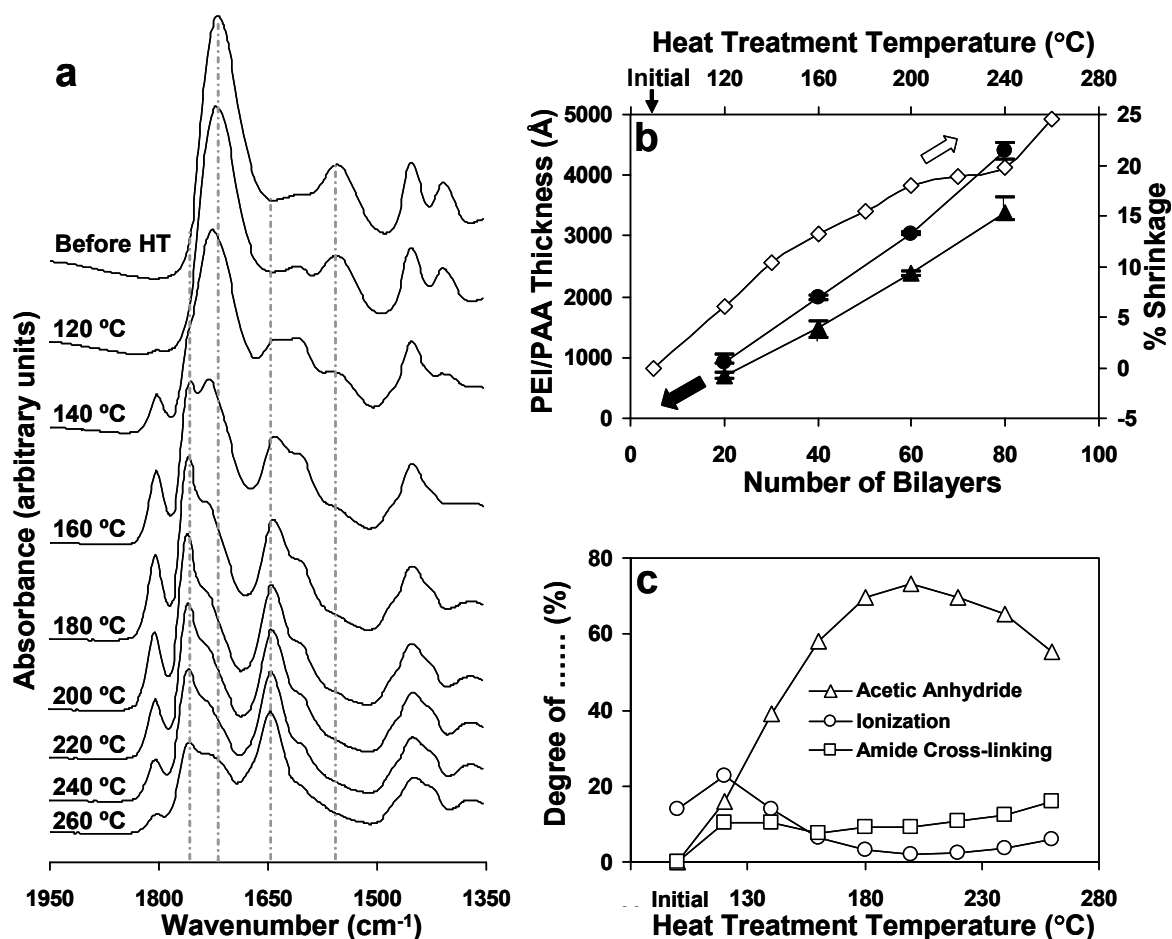 a
Before HT
120 ºC
140 ºC
160 ºC
180 ºC
200 ºC
220 ºC
240 ºC
260 ºC
Absorbance (arbitrary units)
1950 1800 1650 1500 1350
Wavenumber (cm-1)
Heat Treatment Temperature (°C)
Initial 120 160 200 240 280
b
5000
4000
3000
2000
1000
0
PEI/PAA Thickness (Å)
25
20
15
10
5
0
-5
% Shrinkage
0 20 40 60 80 100
Number of Bilayers
c
80
60
40
20
0
Degree of ...... (%)
Acetic Anhydride
Ionization
Amide Cross-linking
Initial 130 180 230 280
Heat Treatment Temperature (°C)